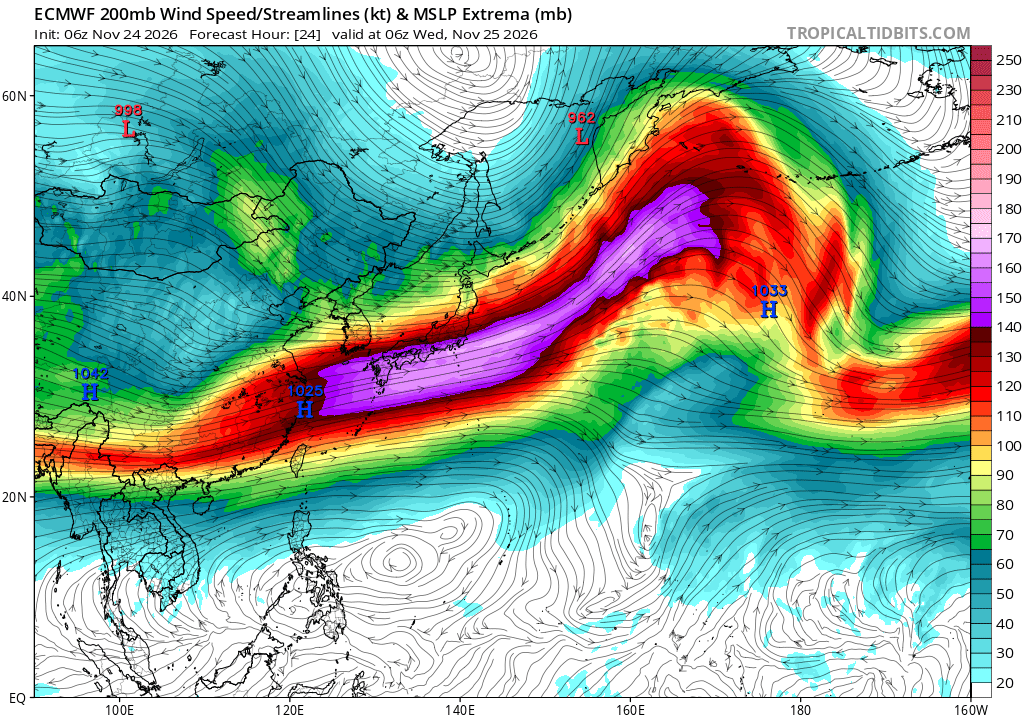 ECMWF 200mb Wind Speed/Streamlines (kt) & MSLP Extrema (mb)
Init: 06z Nov 24 2026 Forecast Hour: [24] valid at 06z Wed, Nov 25 2026
TROPICALTIDBITS.COM
60N
40N
20N
EQ
100E
120E
140E
160E
180
160W
998
L
962
L
1033
H
1042
H
1025
H
250
230
210
200
190
180
170
160
140
130
120
110
100
90
80
70
60
50
40
30
20